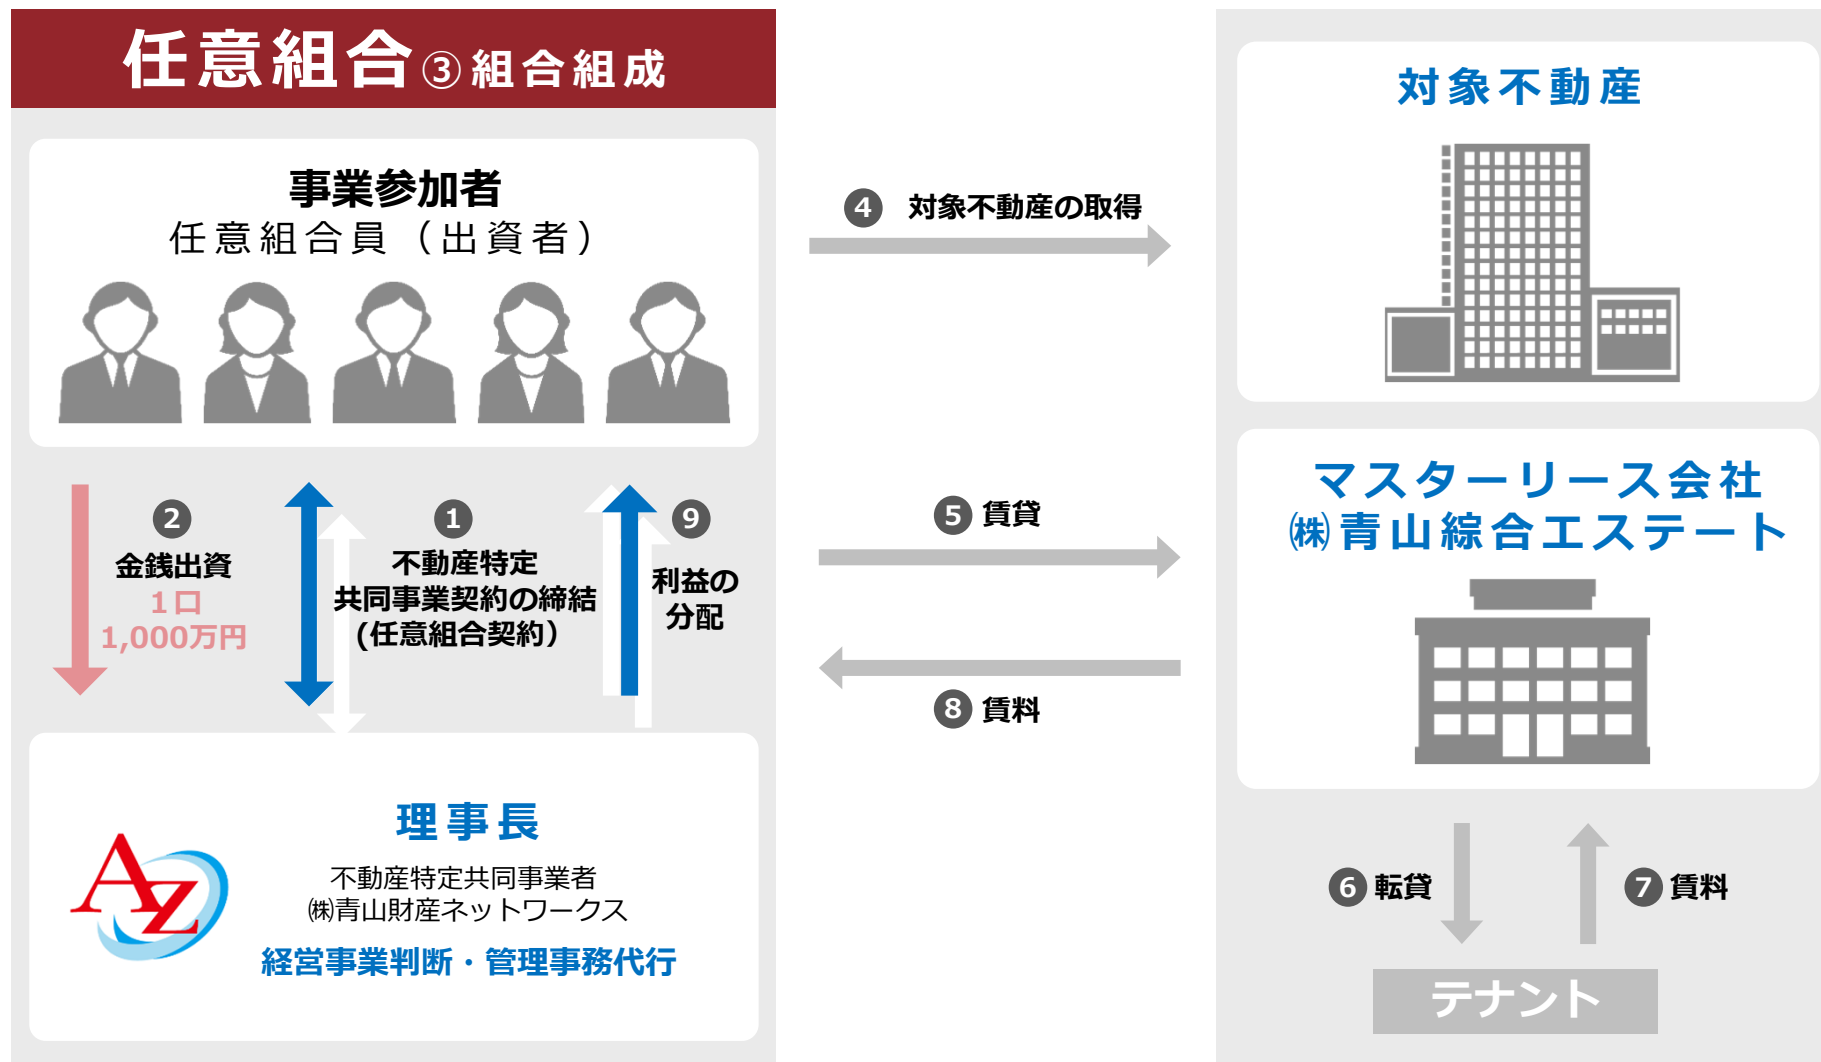 任意組合③組合組成
事業参加者
任意組合員（出資者）
② 金銭出資
1口
1,000万円
① 不動産特定
共同事業契約の締結
(任意組合契約）
⑨ 利益の
分配
AZ
理事長
不動産特定共同事業者
㈱青山財産ネットワークス
経営事業判断・管理事務代行
④ 対象不動産の取得
⑤ 賃貸
⑧ 賃料
対象不動産
マスターリース会社
㈱青山綜合エステート
⑥ 転貸
⑦ 賃料
テナント